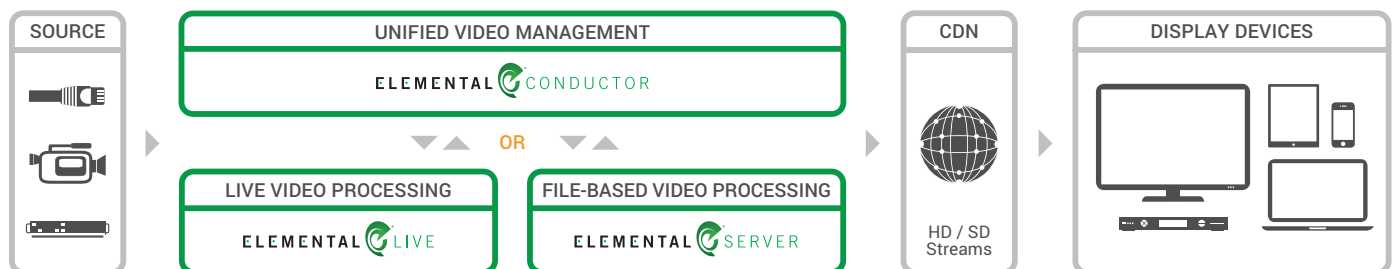 SOURCE
UNIFIED VIDEO MANAGEMENT
ELEMENTAL CONDUCTOR
OR
LIVE VIDEO PROCESSING
ELEMENTAL LIVE
FILE-BASED VIDEO PROCESSING
ELEMENTAL SERVER
CDN
HD / SD
Streams
DISPLAY DEVICES